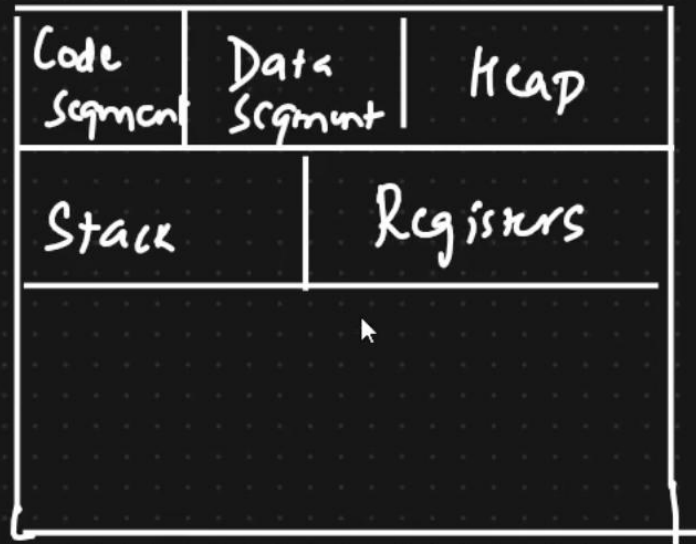 Code
Segment
Data
Segment
Heap
Stack
Registers